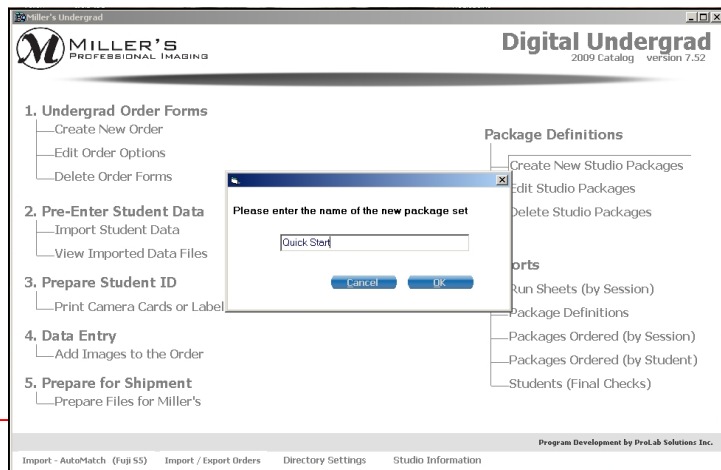 Miller's Undergrad
M MILLER'S
PROFESSIONAL IMAGING
Digital Undergrad
2009 Catalog version 7.52
1. Undergrad Order Forms
Create New Order
Edit Order Options
Delete Order Forms
2. Pre-Enter Student Data
Import Student Data
View Imported Data Files
3. Prepare Student ID
Print Camera Cards or Label
4. Data Entry
Add Images to the Order
5. Prepare for Shipment
Prepare Files for Miller's
Please enter the name of the new package set
Quick Start
Cancel OK
Package Definitions
Create New Studio Packages
Edit Studio Packages
Delete Studio Packages
orts
Run Sheets (by Session)
Package Definitions
Packages Ordered (by Session)
Packages Ordered (by Student)
Students (Final Checks)
Program Development by ProLab Solutions Inc.
Import - AutoMatch (Fuji S5) Import / Export Orders Directory Settings Studio Information